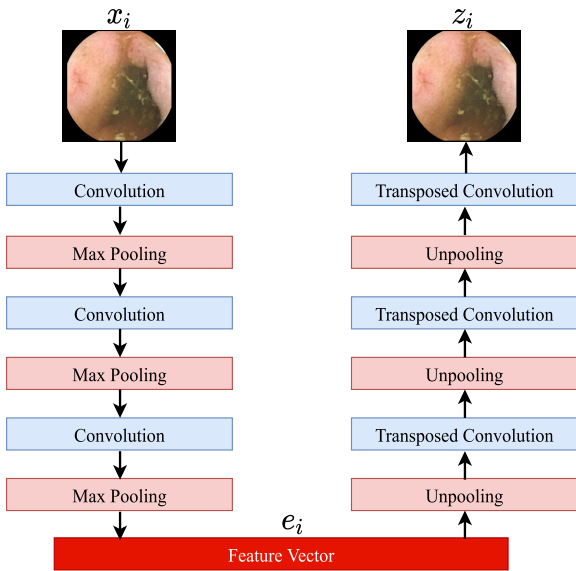 x_i
z_i
Convolution
Transposed Convolution
Max Pooling
Unpooling
Convolution
Transposed Convolution
Max Pooling
Unpooling
Convolution
Transposed Convolution
Max Pooling
Unpooling
e_i
Feature Vector